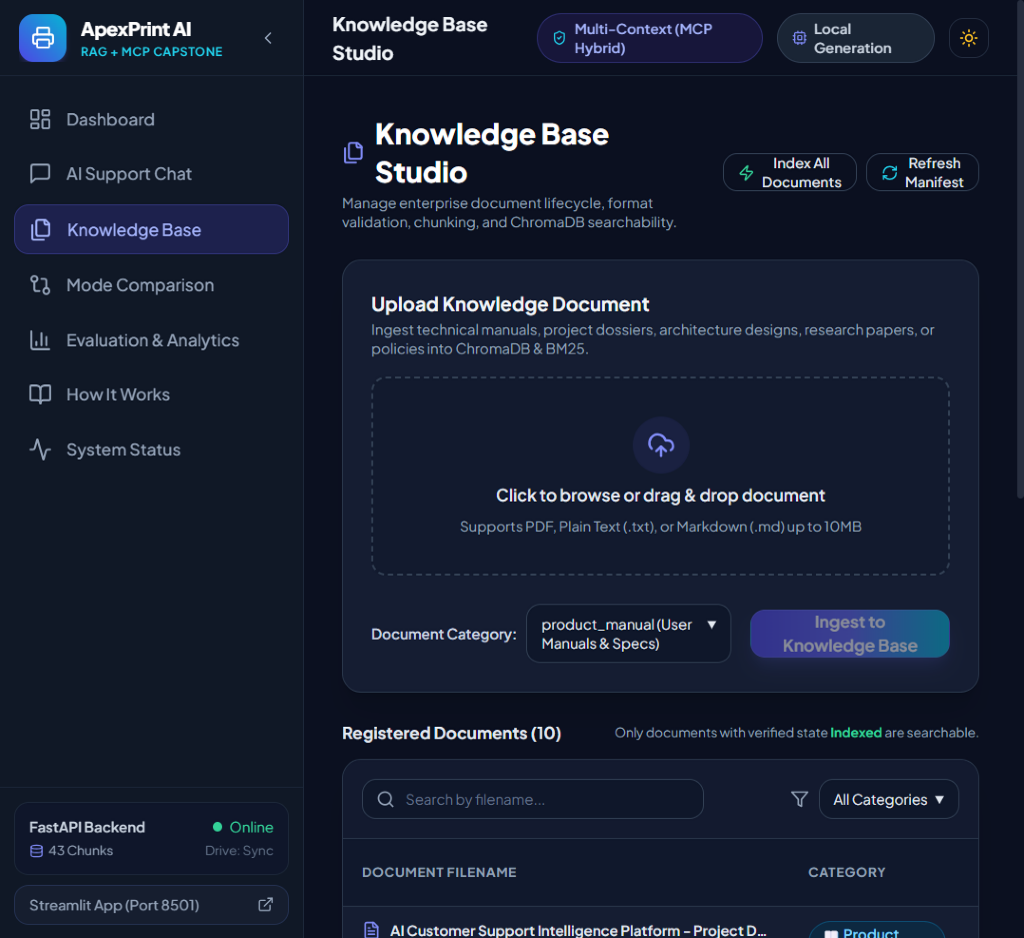 ApexPrint AI
RAG + MCP CAPSTONE
Dashboard
AI Support Chat
Knowledge Base
Mode Comparison
Evaluation & Analytics
How It Works
System Status
FastAPI Backend
Online
43 Chunks
Drive: Sync
Streamlit App (Port 8501)
Knowledge Base
Studio
Multi-Context (MCP
Hybrid)
Local
Generation
Knowledge Base
Studio
Manage enterprise document lifecycle, format
validation, chunking, and ChromaDB searchability.
Index All
Documents
Refresh
Manifest
Upload Knowledge Document
Ingest technical manuals, project dossiers, architecture designs, research papers, or
policies into ChromaDB & BM25.
Click to browse or drag & drop document
Supports PDF, Plain Text (.txt), or Markdown (.md) up to 10MB
Document Category:
product_manual (User
Manuals & Specs)
Ingest to
Knowledge Base
Registered Documents (10)
Only documents with verified state Indexed are searchable.
Search by filename...
All Categories
DOCUMENT FILENAME
CATEGORY
AI Customer Support Intelligence Platform – Project D...
Product